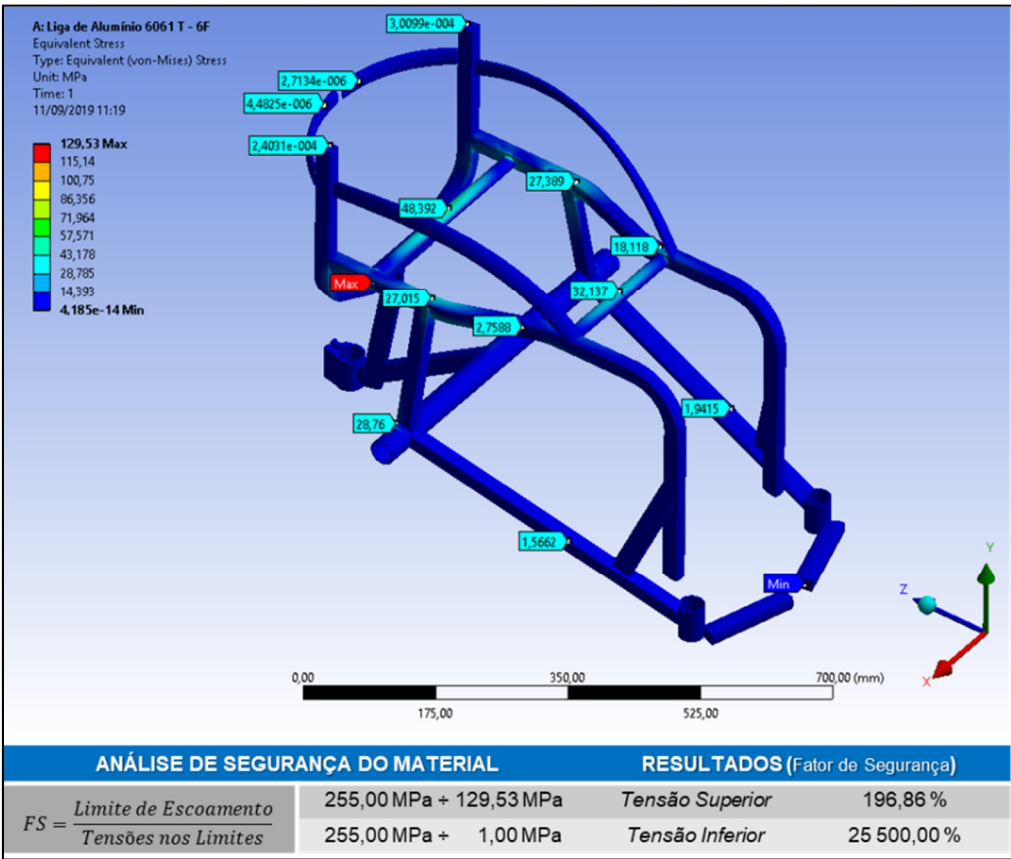 A: Liga de Alumínio 6061 T - 6F
Equivalent Stress
Type: Equivalent (von-Mises) Stress
Unit: MPa
Time: 1
11/09/2019 11:19
129,53 Max
115,14
100,75
86,356
71,964
57,571
43,178
28,785
14,393
4,185e-14 Min
3,0099e-004
2,7134e-006
4,4825e-006
2,4031e-004
27,389
48,392
18,118
Max
32,137
27,015
2,7588
1,9415
28,76
1,5662
Min
Y
Z
X
0,00
350,00
700,00 (mm)
175,00
525,00
ANÁLISE DE SEGURANÇA DO MATERIAL RESULTADOS (Fator de Segurança)
FS = Limite de Escoamento / Tensões nos Limites
255,00 MPa ÷ 129,53 MPa Tensão Superior 196,86 %
255,00 MPa ÷ 1,00 MPa Tensão Inferior 25 500,00 %